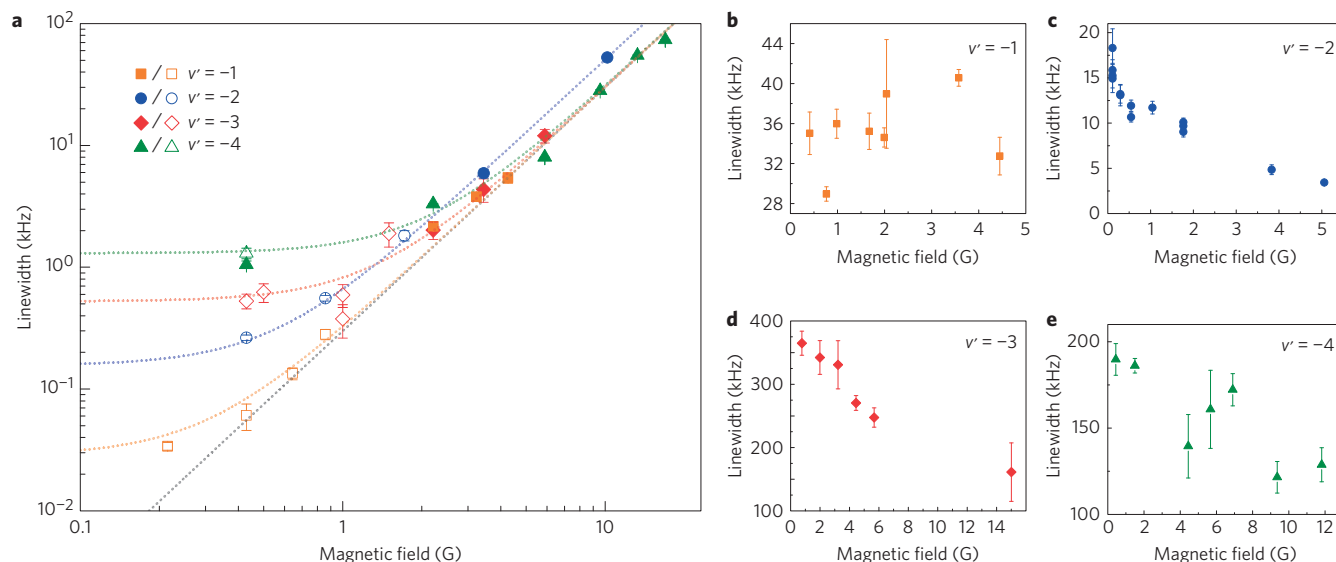 a
10²
10¹
10⁰
10⁻¹
10⁻²
Linewidth (kHz)
0.1
1
10
Magnetic field (G)
/ v′ = −1
/ v′ = −2
/ v′ = −3
/ v′ = −4
b
v′ = −1
44
40
36
32
28
Linewidth (kHz)
0 1 2 3 4 5
Magnetic field (G)
c
v′ = −2
20
15
10
5
0
Linewidth (kHz)
0 1 2 3 4 5
Magnetic field (G)
d
v′ = −3
400
300
250
150
0
Linewidth (kHz)
0 2 4 6 8 10 12 14
Magnetic field (G)
e
v′ = −4
200
150
125
100
Linewidth (kHz)
0 2 4 6 8 10 12
Magnetic field (G)